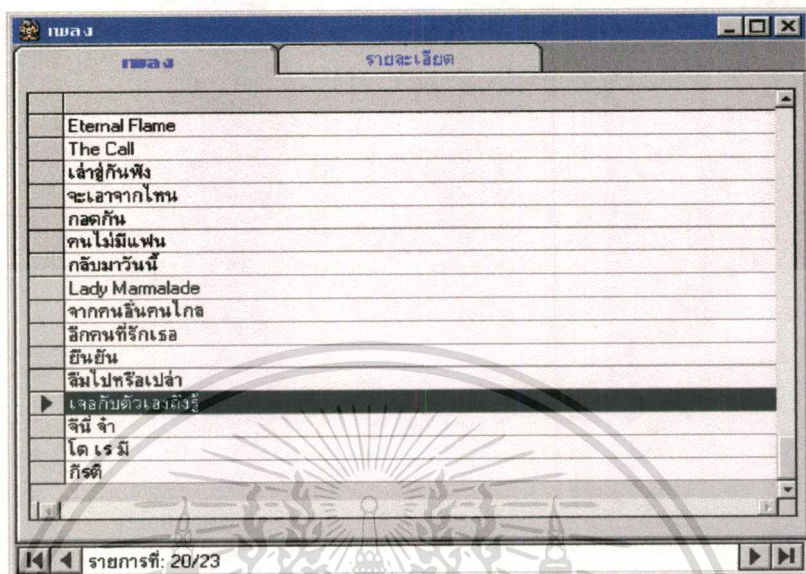 เพลง
เพลง รายละเอียด
Eternal Flame
The Call
เล่าสู่กันฟัง
จะเอาจากไหน
กอดกัน
คนไม่มีแฟน
กลับมาวันนี้
Lady Marmalade
จากคนอื่นคนไกล
อีกคนที่รักเธอ
ยืนยัน
ลืมไปหรือเปล่า
เจอกับตัวเองถึงรู้
จีนี่ จ๋า
โด เร มี
กีรติ
รายการที่: 20/23